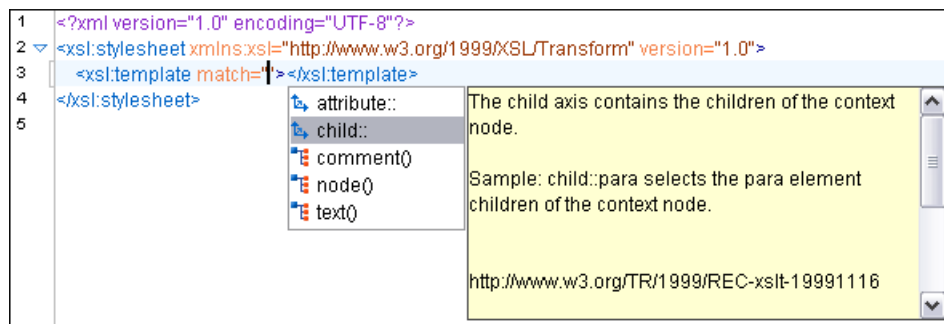 1 <?xml version="1.0" encoding="UTF-8"?>
2 <xsl:stylesheet xmlns:xsl="http://www.w3.org/1999/XSL/Transform" version="1.0">
3 <xsl:template match=""></xsl:template>
4 </xsl:stylesheet>
5
attribute::
child::
comment()
node()
text()
The child axis contains the children of the context
node.
Sample: child::para selects the para element
children of the context node.
http://www.w3.org/TR/1999/REC-xslt-19991116